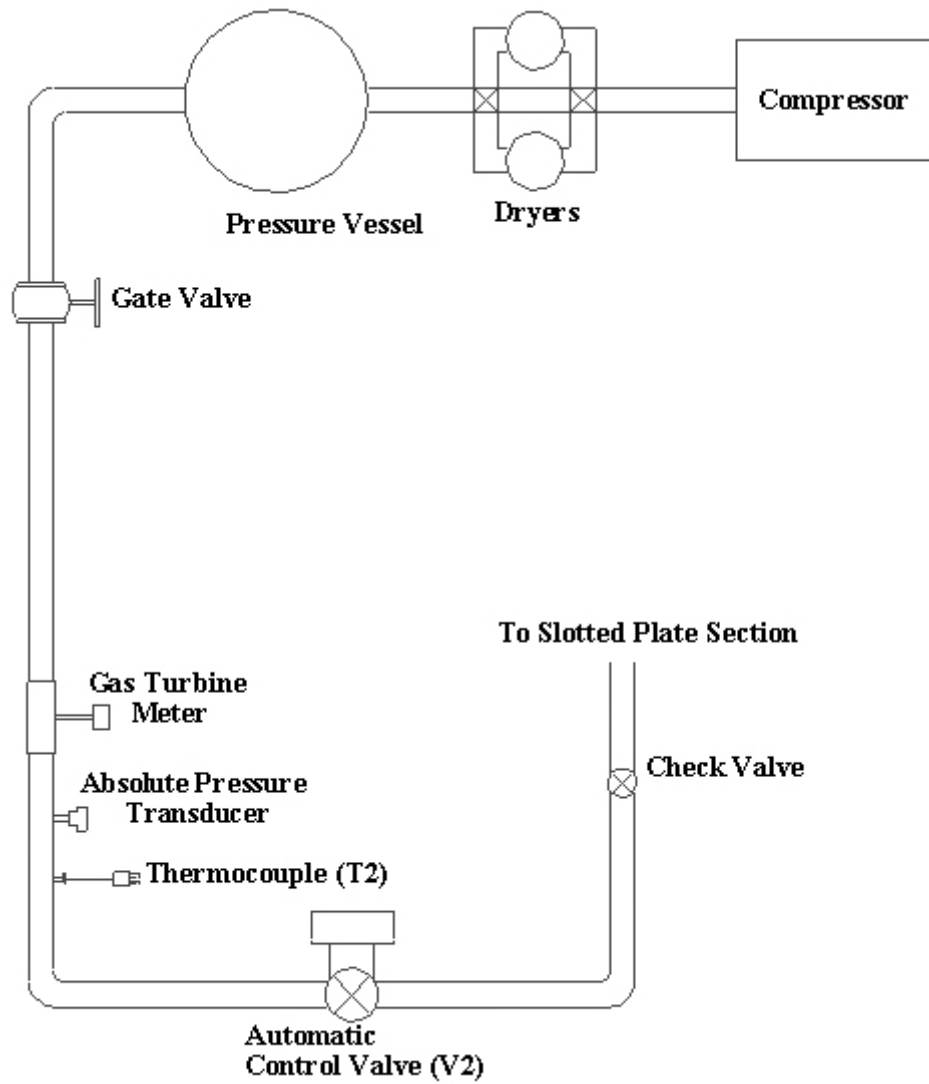 Compressor
Pressure Vessel
Dryers
Gate Valve
To Slotted Plate Section
Gas Turbine
Meter
Check Valve
Absolute Pressure
Transducer
Thermocouple (T2)
Automatic
Control Valve (V2)